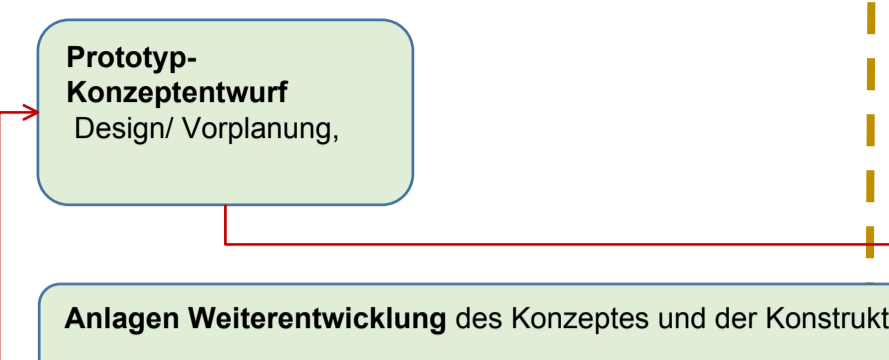 Prototyp-
Konzeptentwurf
Design/ Vorplanung,
Anlagen Weiterentwicklung des Konzeptes und der Konstrukt